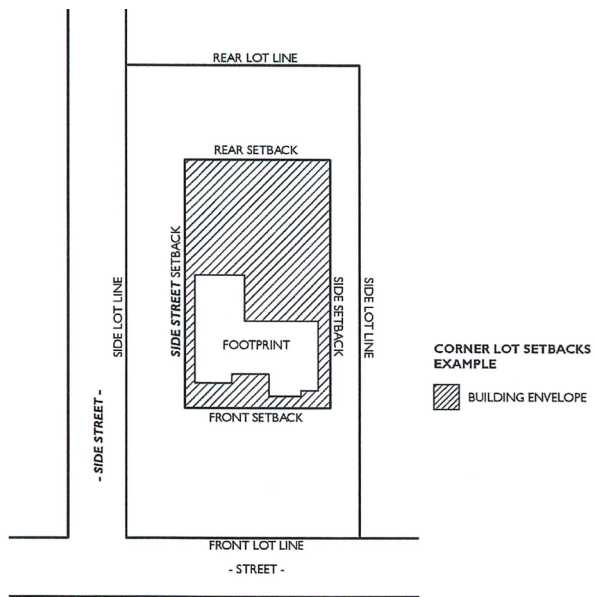 REAR LOT LINE
REAR SETBACK
SIDE LOT LINE
SIDE STREET SETBACK
SIDE SETBACK
SIDE LOT LINE
FOOTPRINT
CORNER LOT SETBACKS
EXAMPLE
BUILDING ENVELOPE
- SIDE STREET -
FRONT SETBACK
FRONT LOT LINE
- STREET -